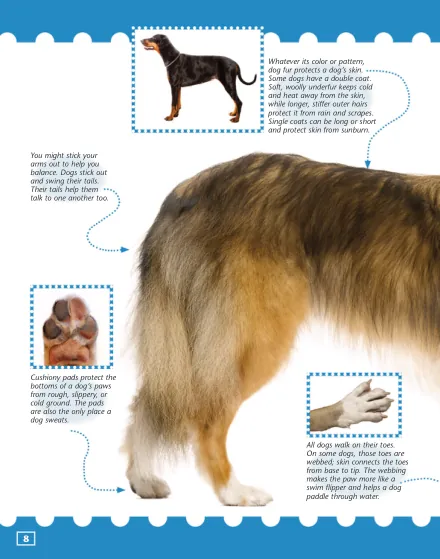 Whatever its color or pattern,
dog fur protects a dog's skin.
Some dogs have a double coat.
Soft, woolly underfur keeps cold
and heat away from the skin,
while longer, stiffer outer hairs
protect it from rain and scrapes.
Single coats can be long or short
and protect skin from sunburn.
You might stick your
arms out to help you
balance. Dogs stick out
and swing their tails.
Their tails help them
talk to one another too.
Cushiony pads protect the
bottoms of a dog's paws
from rough, slippery, or
cold ground. The pads
are also the only place a
dog sweats.
All dogs walk on their toes.
On some dogs, those toes are
webbed; skin connects the toes
from base to tip. The webbing
makes the paw more like a
swim flipper and helps a dog
paddle through water.
8